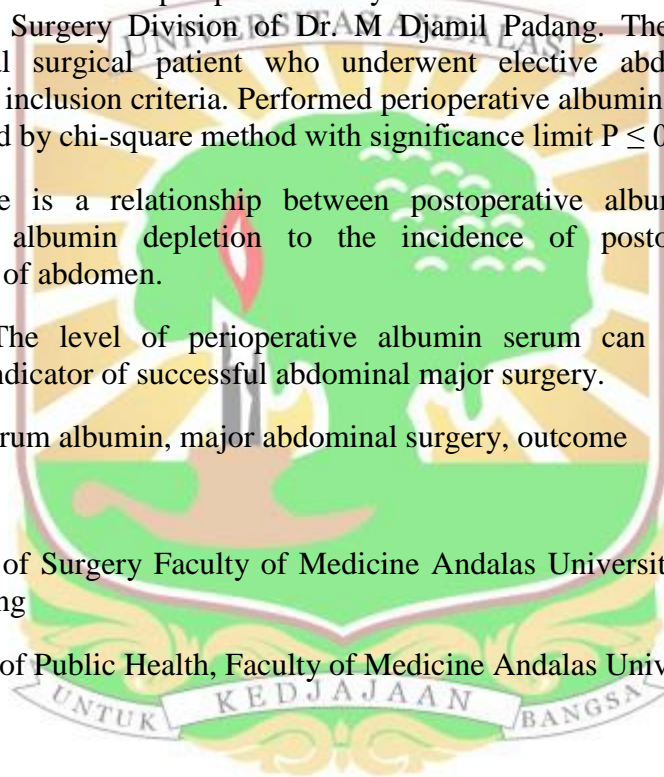 Surgery Division of Dr. M Djamil Padang. The
UNIVERSITAS ANDALAS
l surgical patient who underwent elective abd
inclusion criteria. Performed perioperative albumin
d by chi-square method with significance limit P ≤ 0
e is a relationship between postoperative albu
albumin depletion to the incidence of posto
of abdomen.
The level of perioperative albumin serum can
ndicator of successful abdominal major surgery.
rum albumin, major abdominal surgery, outcome
of Surgery Faculty of Medicine Andalas Universit
ng
of Public Health, Faculty of Medicine Andalas Univ
UNTUK KEDJAJAAN BANGSA